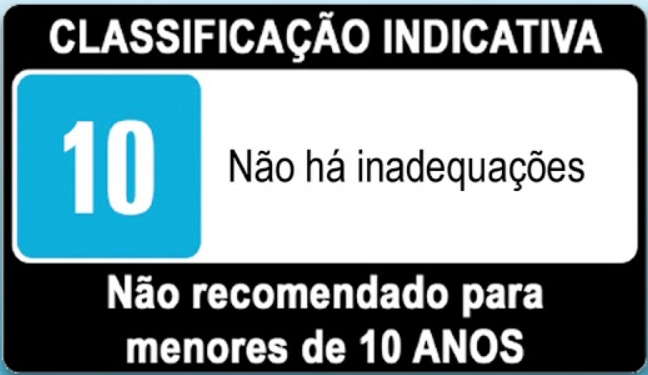 CLASSIFICAÇÃO INDICATIVA
10
Não há inadequações
Não recomendado para
menores de 10 ANOS